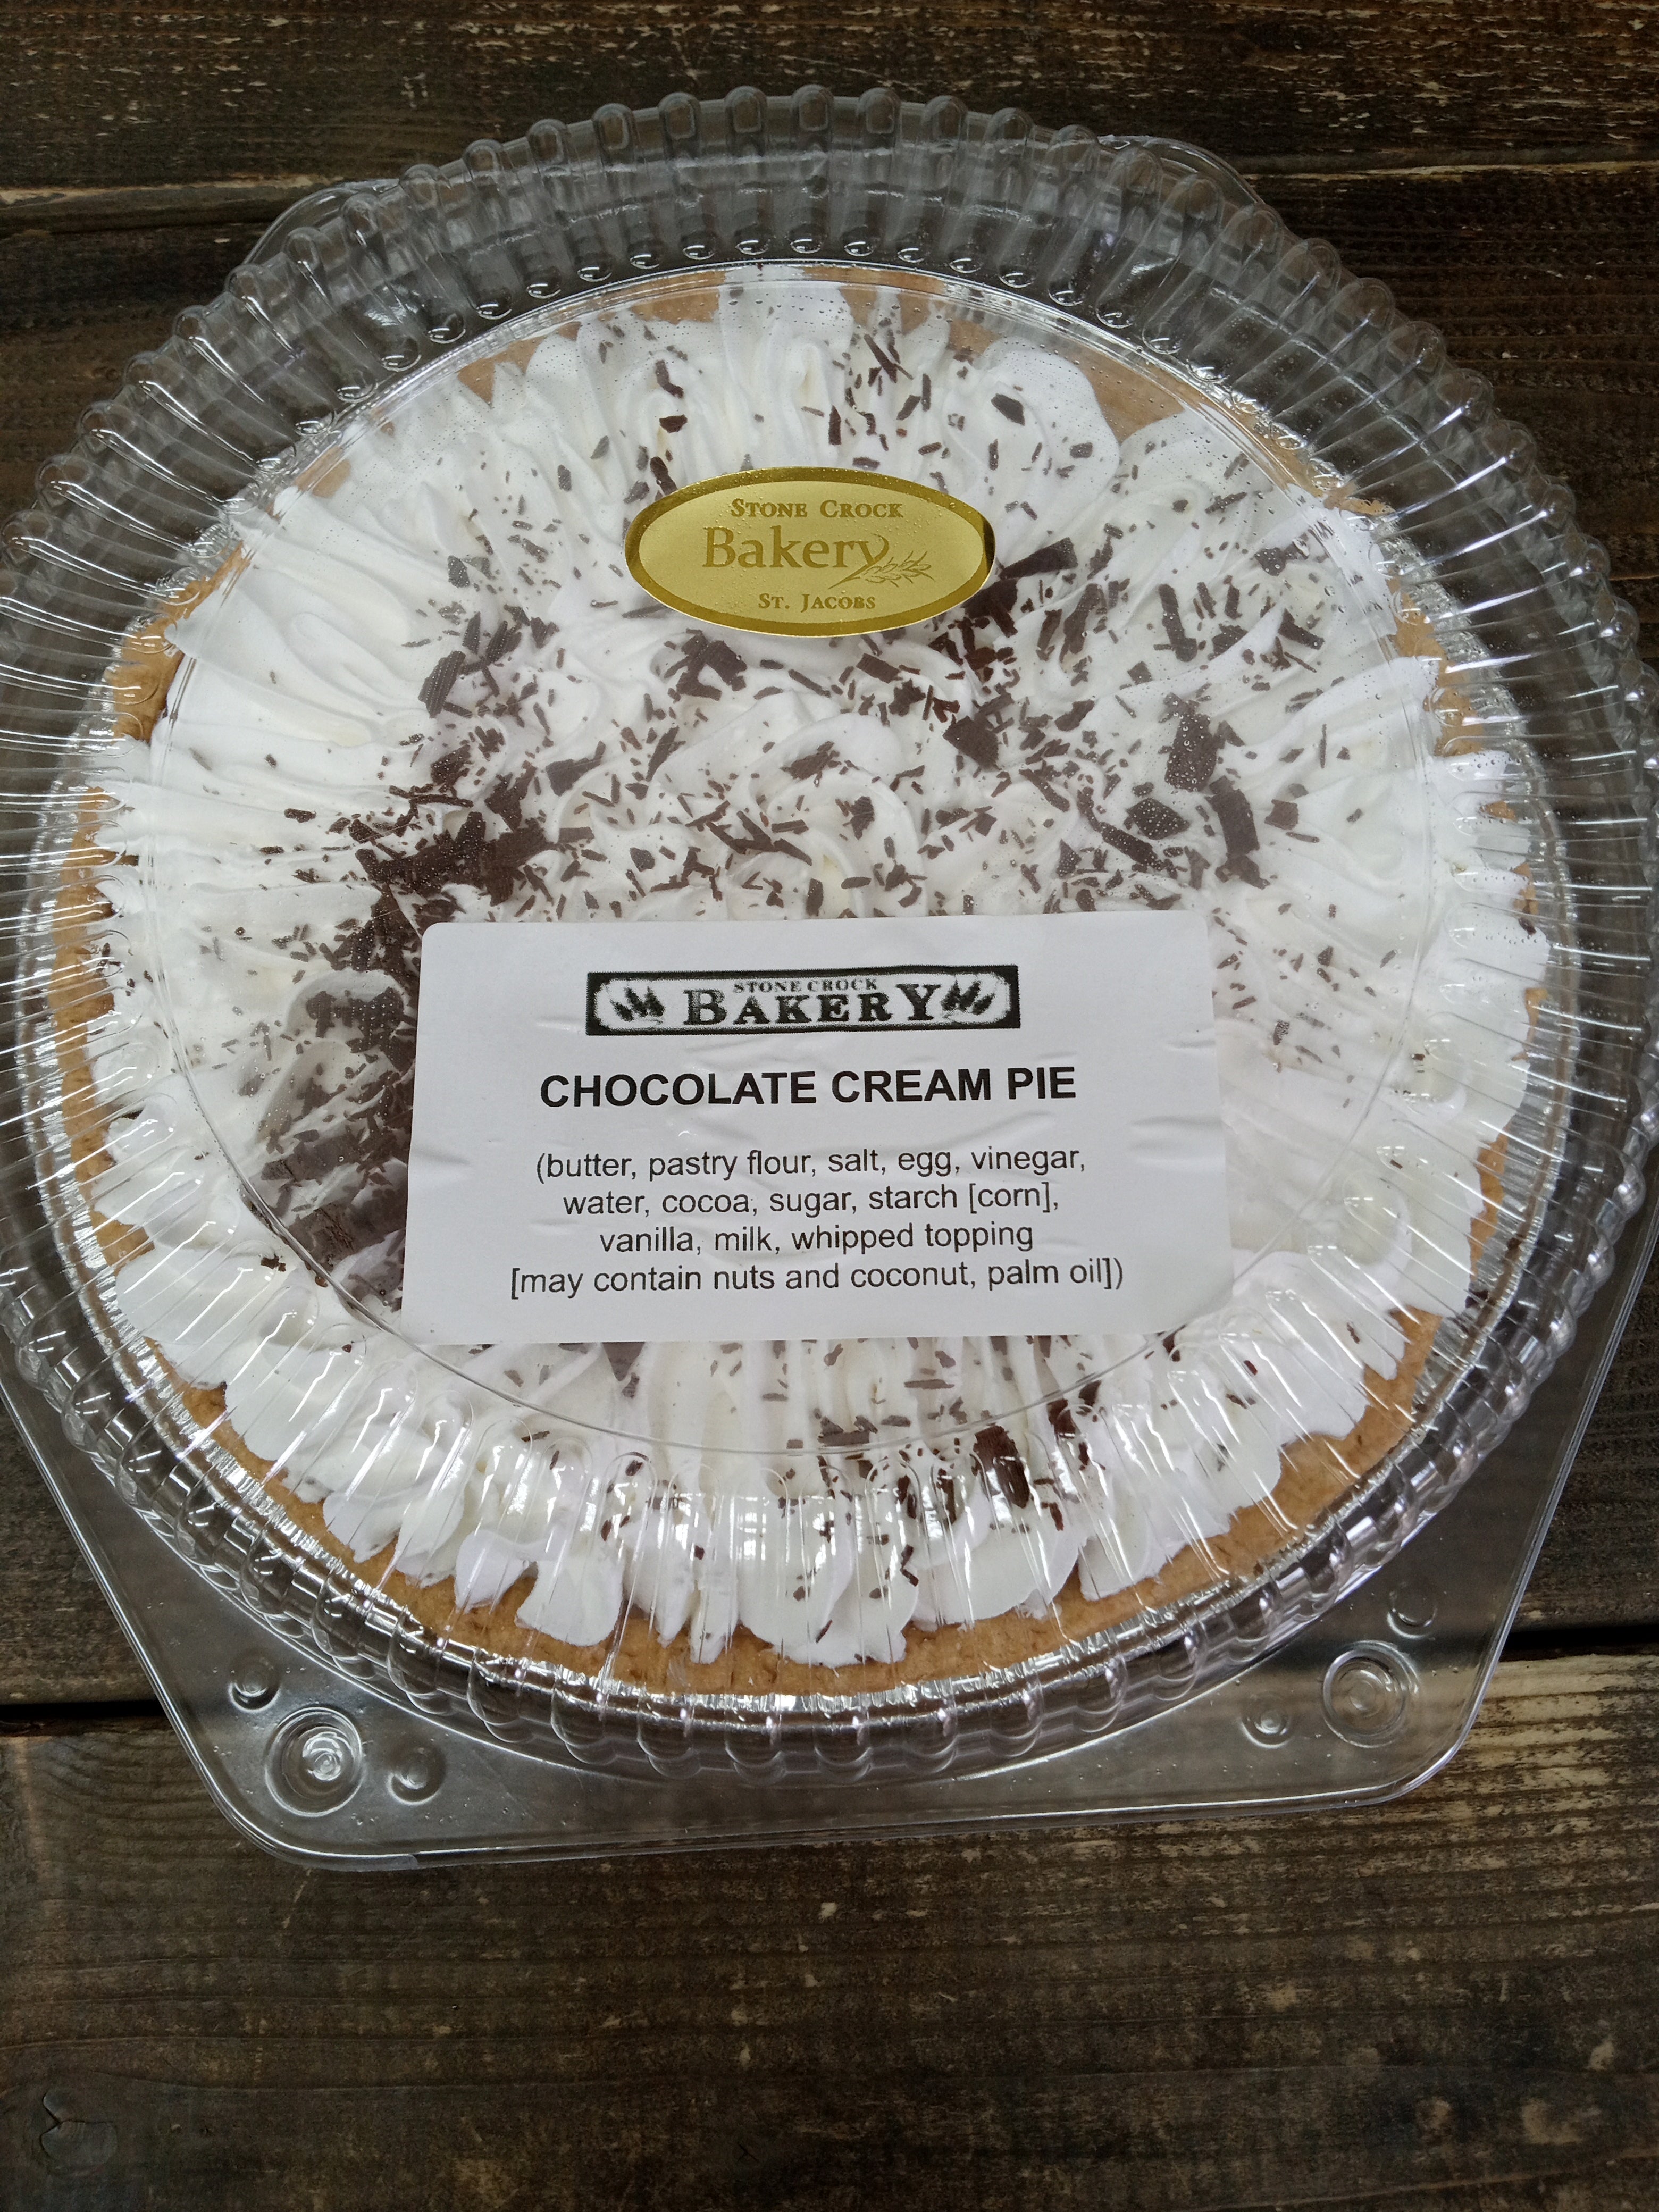 STONE CROCK
Bakery
ST. JACOBS
STONE CROCK
BAKERY
CHOCOLATE CREAM PIE
(butter, pastry flour, salt, egg, vinegar,
water, cocoa, sugar, starch [corn],
vanilla, milk, whipped topping
[may contain nuts and coconut, palm oil])